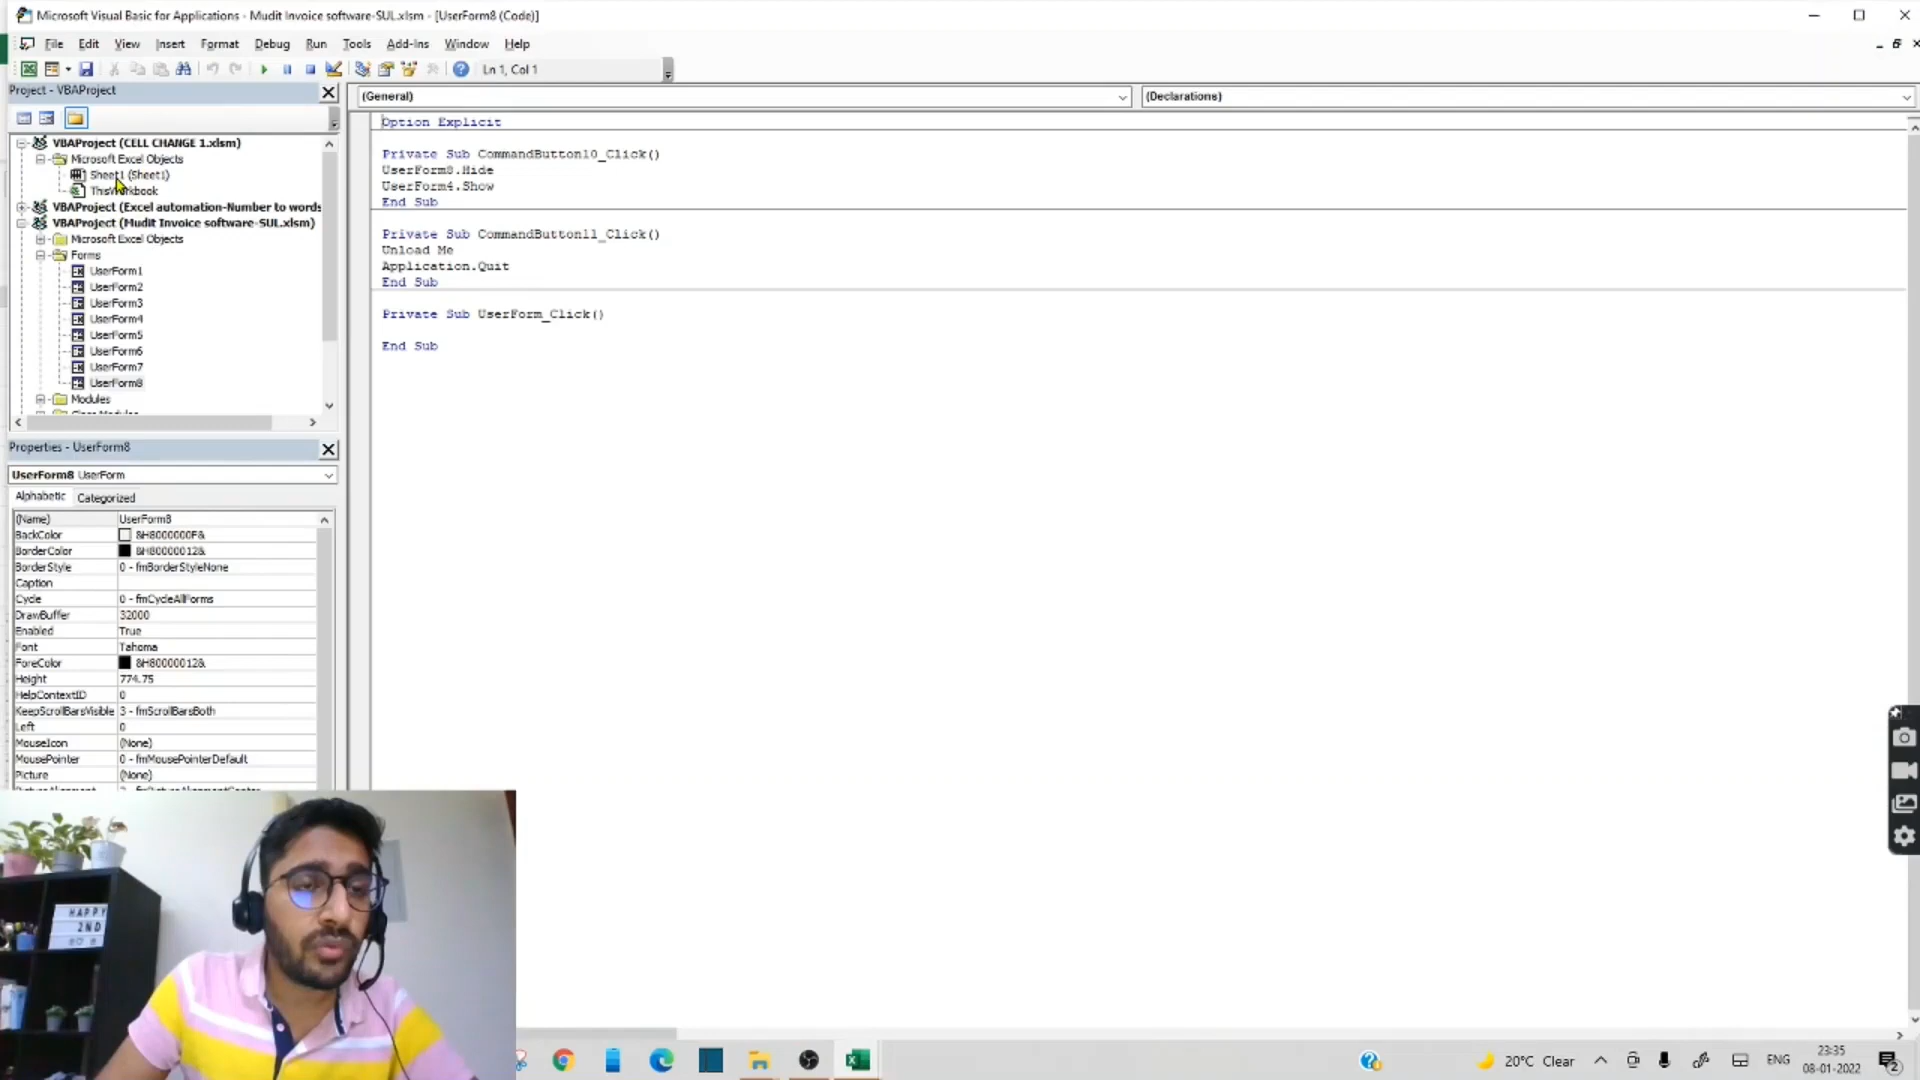 Microsoft Visual Basic for Applications - Mudit Invoice software-SUL.xlsm - [UserForm8 (Code)]
File Edit View Insert Format Debug Run Tools Add-Ins Window Help
Ln 1, Col 1
Project - VBAProject
(General)
(Declarations)
VBAProject (CELL CHANGE 1.xlsm)
Microsoft Excel Objects
Sheet1 (Sheet1)
ThisWorkbook
VBAProject (Excel automation-Number to words
VBAProject (Mudit Invoice software-SUL.xlsm)
Microsoft Excel Objects
Forms
UserForm1
UserForm2
UserForm3
UserForm4
UserForm5
UserForm6
UserForm7
UserForm8
Modules
Option Explicit
Private Sub CommandButton10_Click()
UserForm8.Hide
UserForm4.Show
End Sub
Private Sub CommandButton11_Click()
Unload Me
Application.Quit
End Sub
Private Sub UserForm_Click()
End Sub
Properties - UserForm8
UserForm8 UserForm
Alphabetic Categorized
(Name) UserForm8
BackColor &H8000000F&
BorderColor &H80000012&
BorderStyle 0 - fmBorderStyleNone
Caption
Cycle 0 - fmCycleAllForms
DrawBuffer 32000
Enabled True
Font Tahoma
ForeColor &H80000012&
Height 774.75
HelpContextID 0
KeepScrollBarsVisible 3 - fmScrollBarsBoth
Left 0
MouseIcon (None)
MousePointer 0 - fmMousePointerDefault
Picture (None)
HAPPY
2ND
20°C Clear
ENG
23:35
08-01-2022
2